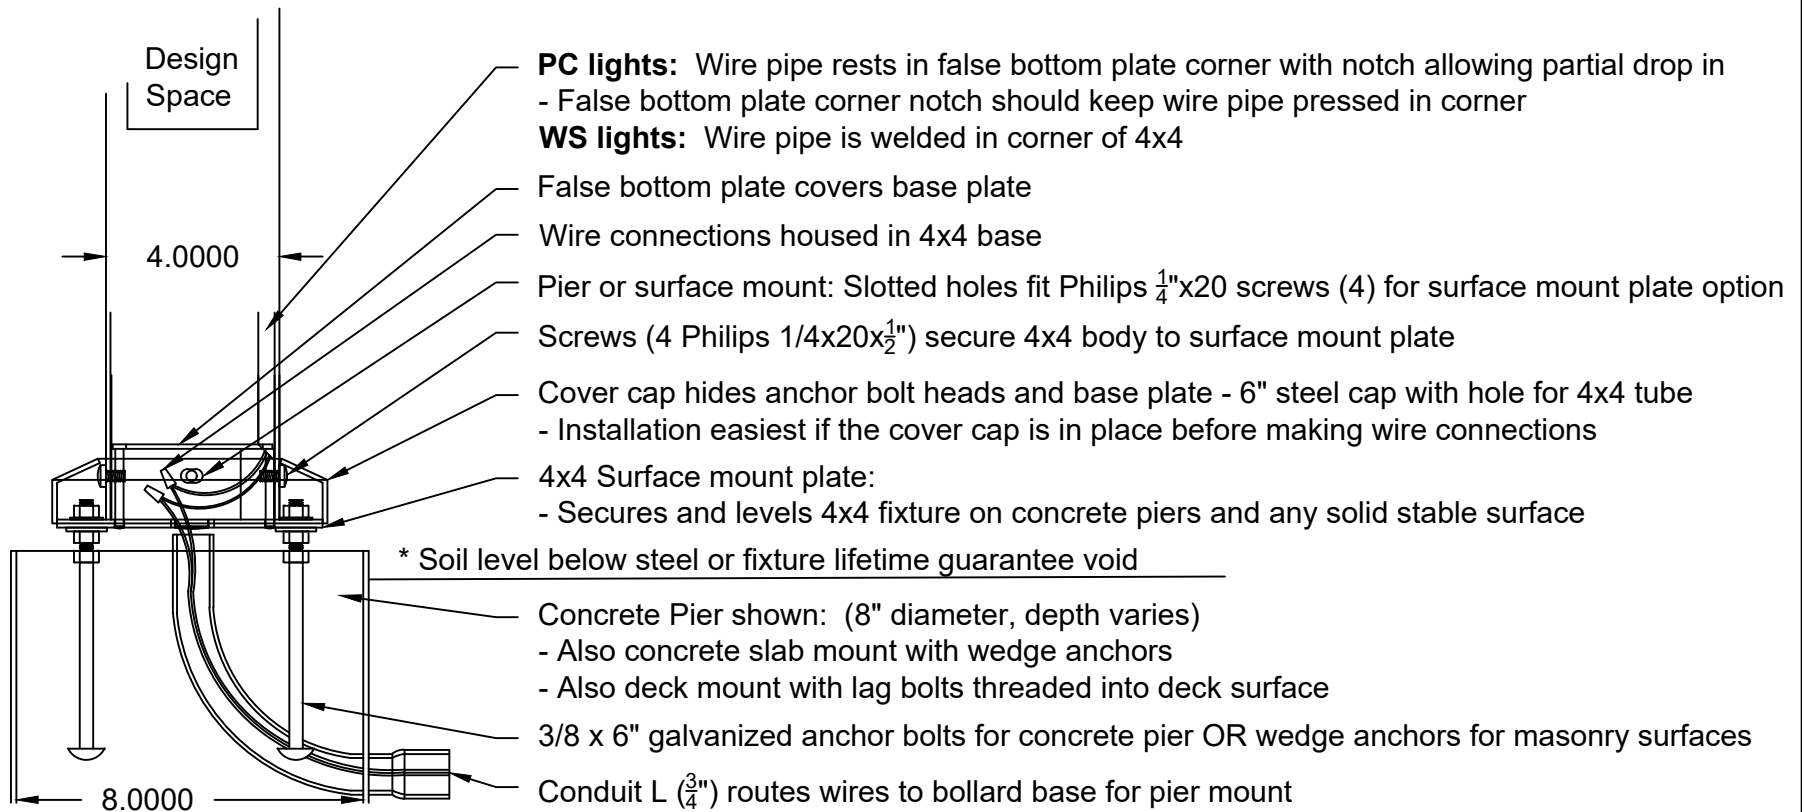 Design
Space
PC lights: Wire pipe rests in false bottom plate corner with notch allowing partial drop in
- False bottom plate corner notch should keep wire pipe pressed in corner
WS lights: Wire pipe is welded in corner of 4x4
False bottom plate covers base plate
Wire connections housed in 4x4 base
4.0000
Pier or surface mount: Slotted holes fit Philips 1/4"x20 screws (4) for surface mount plate option
Screws (4 Philips 1/4x20x1/2") secure 4x4 body to surface mount plate
Cover cap hides anchor bolt heads and base plate - 6" steel cap with hole for 4x4 tube
- Installation easiest if the cover cap is in place before making wire connections
4x4 Surface mount plate:
- Secures and levels 4x4 fixture on concrete piers and any solid stable surface
* Soil level below steel or fixture lifetime guarantee void
Concrete Pier shown: (8" diameter, depth varies)
- Also concrete slab mount with wedge anchors
- Also deck mount with lag bolts threaded into deck surface
3/8 x 6" galvanized anchor bolts for concrete pier OR wedge anchors for masonry surfaces
Conduit L (3/4") routes wires to bollard base for pier mount
8.0000